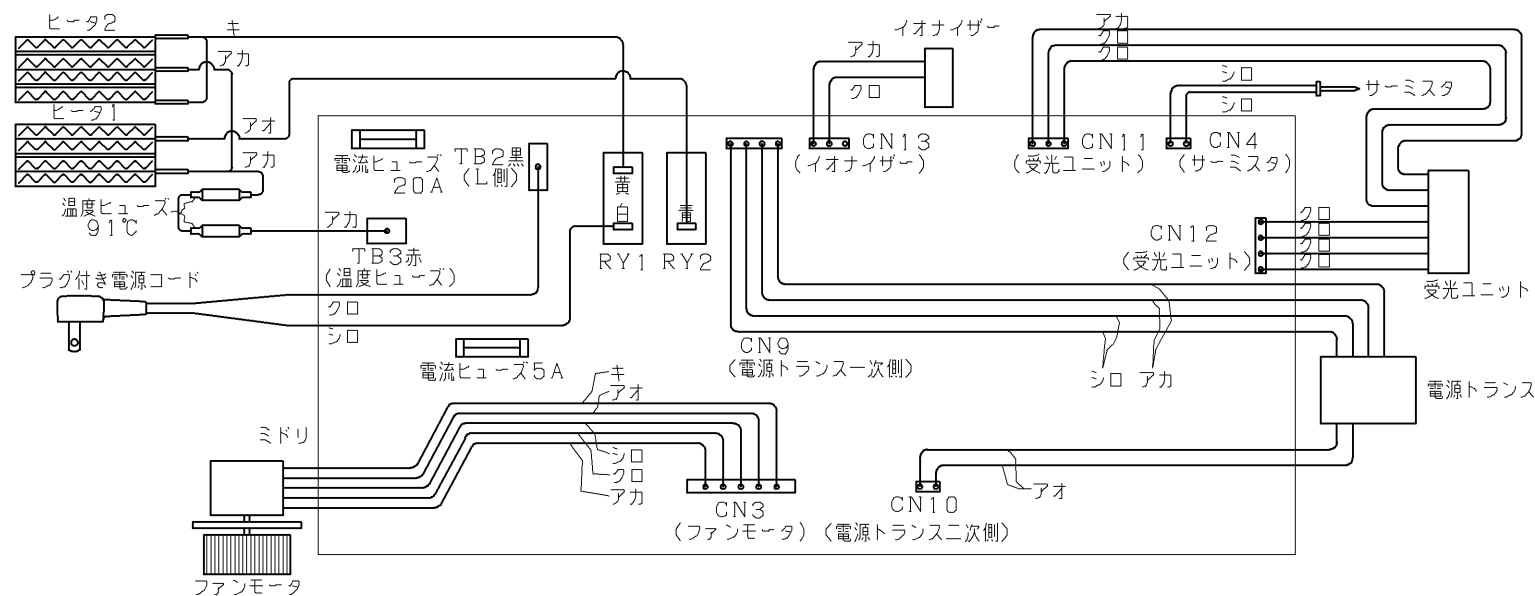 ヒータ2
キ
アカ
ヒータ1
アオ
アカ
温度ヒューズ
91℃
アカ
イオナイザー
アカ
クロ
アカ
クロ
クロ
シロ
シロ
サーミスタ
電流ヒューズ
20A
TB2黒
(L側)
TB3赤
(温度ヒューズ)
黄
白
青
RY1
RY2
CN13
(イオナイザー)
CN11
(受光ユニット)
CN4
(サーミスタ)
CN12
(受光ユニット)
クロ
クロ
クロ
クロ
受光ユニット
プラグ付き電源コード
クロ
シロ
電流ヒューズ5A
CN9
(電源トランス一次側)
シロ
アカ
電源トランス
キ
アオ
シロ
クロ
アカ
ミドリ
CN3
(ファンモータ)
CN10
(電源トランス二次側)
アオ
ファンモータ